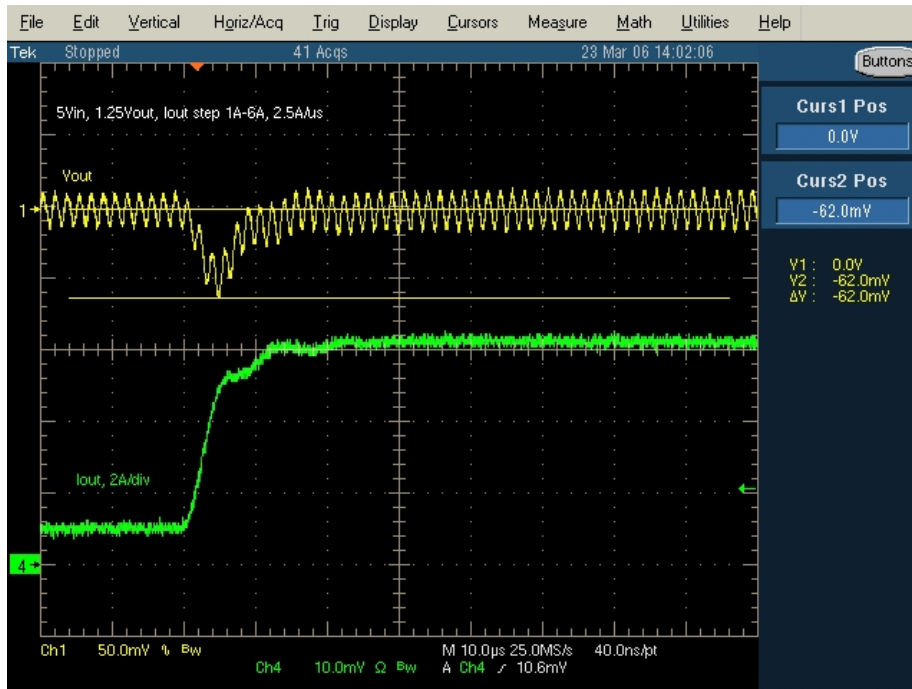 File Edit Vertical Horiz/Acq Trig Display Cursors Measure Math Utilities Help
Tek Stopped 41 Acqs 23 Mar 06 14:02:06
Buttons
5Vin, 1.25Vout, Iout step 1A-6A, 2.5A/us
Curs1 Pos
0.0V
Vout
Curs2 Pos
-62.0mV
1
V1 : 0.0V
V2 : -62.0mV
ΔV : -62.0mV
Iout, 2A/div
4
Ch1 50.0mV Bw M 10.0µs 25.0MS/s 40.0ns/pt
Ch4 10.0mV Ω Bw A Ch4 10.6mV